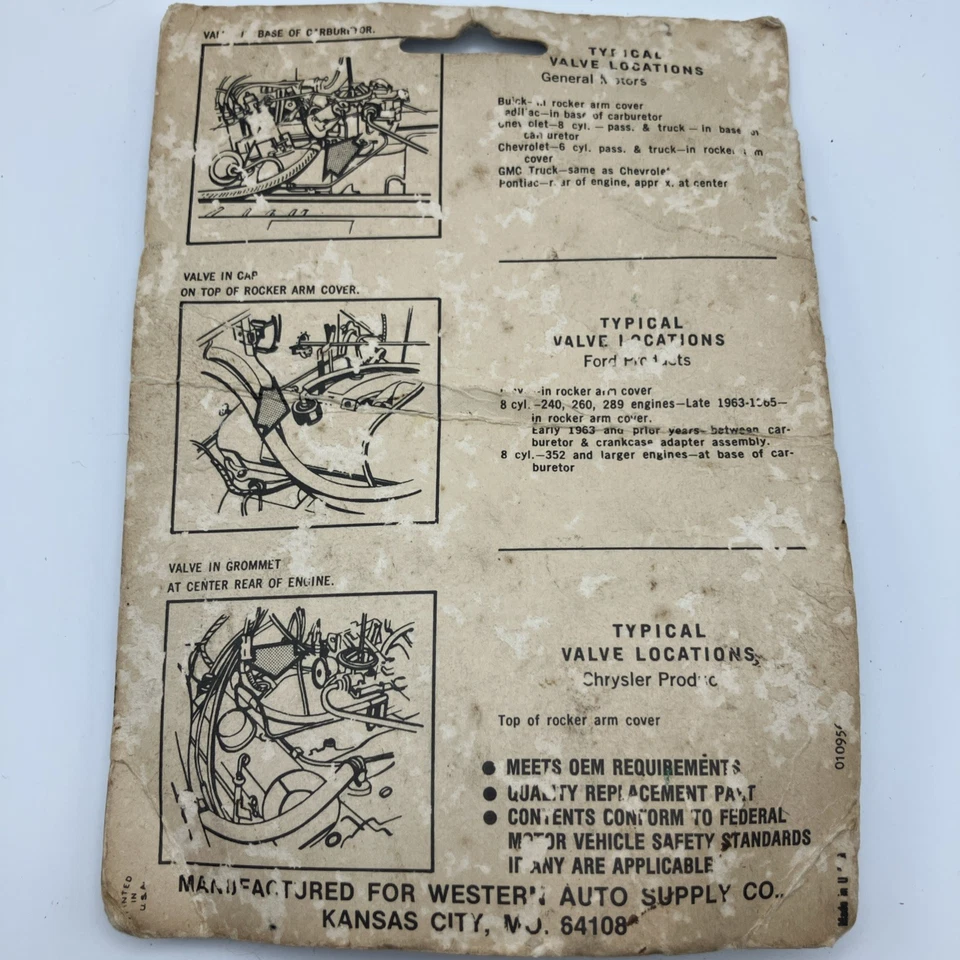 BASE OF
VALVE IN CAP
ON TOP OF ROCKER ARM COVER.
VALVE IN GROMMET
AT CENTER REAR OF ENGINE.
TYPICAL
VALVE LOCATIONS
General Motors
Buick— in rocker arm cover
—in base of carburetor
—8 cyl. — pass. & truck — in base
Chevrolet—6 cyl. pass. & truck—in rocker arm
cover
GMC Truck—same as Chevrolet
Pontiac—rear of engine, approx. at center
TYPICAL
VALVE LOCATIONS
Ford Products
—in rocker arm cover
8 cyl.—240, 260, 289 engines—Late 1963-1965—
in rocker arm cover.
Early 1963 and prior years—between car-
buretor & crankcase adapter assembly.
8 cyl.—352 and larger engines—at base of car-
buretor
TYPICAL
VALVE LOCATIONS
Chrysler Products
Top of rocker arm cover
● MEETS OEM REQUIREMENTS
● QUALITY REPLACEMENT PART
● CONTENTS CONFORM TO FEDERAL
MOTOR VEHICLE SAFETY STANDARDS
IF ANY ARE APPLICABLE
MANUFACTURED FOR WESTERN AUTO SUPPLY CO.
KANSAS CITY, MO. 64108
PRINTED
IN
U.S.A.
Made in